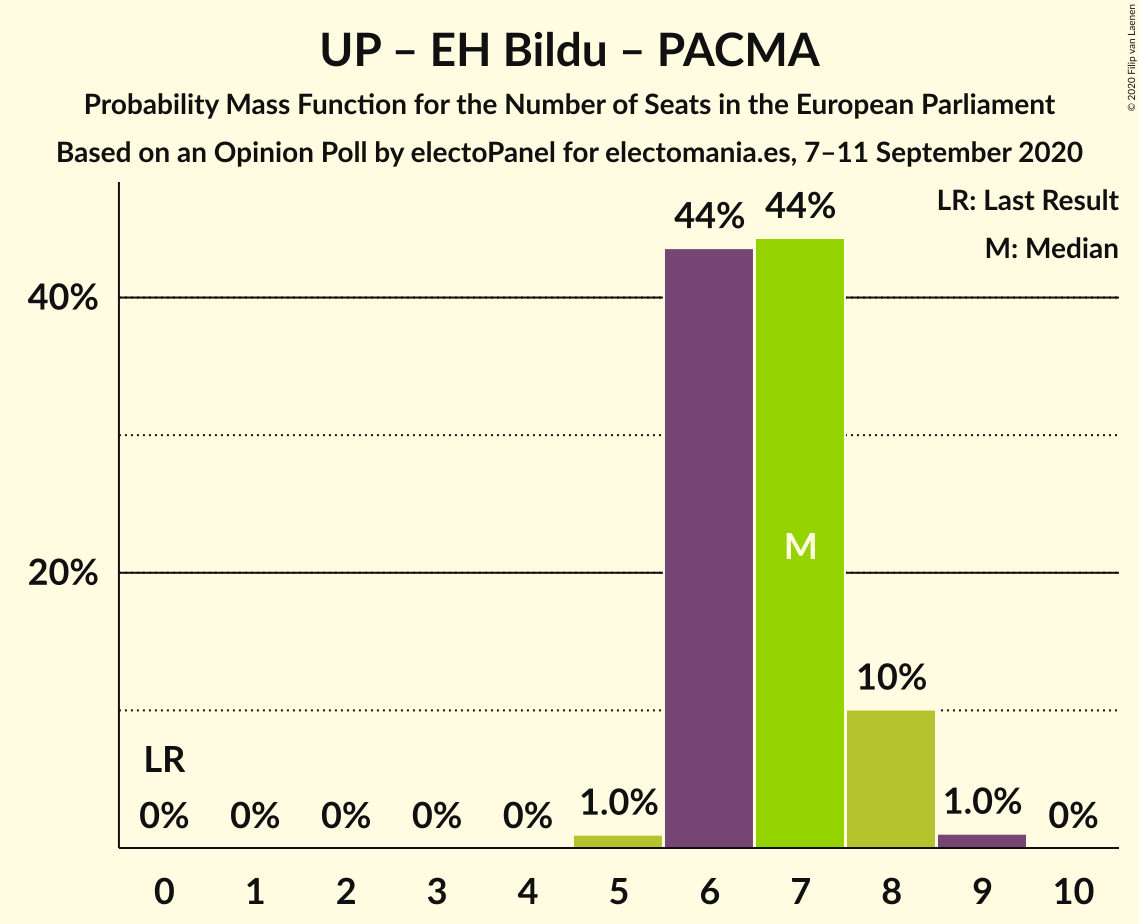 UP – EH Bildu – PACMA
Probability Mass Function for the Number of Seats in the European Parliament
Based on an Opinion Poll by electoPanel for electomania.es, 7–11 September 2020
© 2020 Filip van Laenen
LR: Last Result
M: Median
44% 44%
40%
M
20%
10%
LR
0% 0% 0% 0% 0% 1.0% 1.0% 0%
0 1 2 3 4 5 6 7 8 9 10